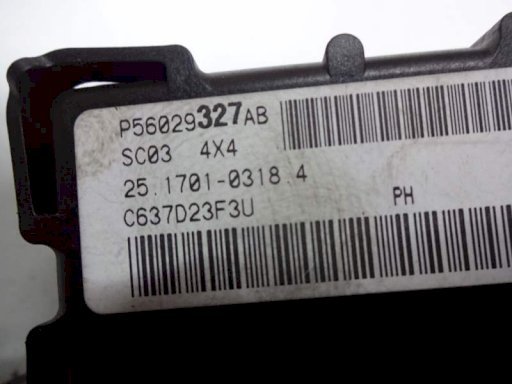 P56029327AB
SC03 4X4
25.1701-0318.4
C637D23F3U
PH